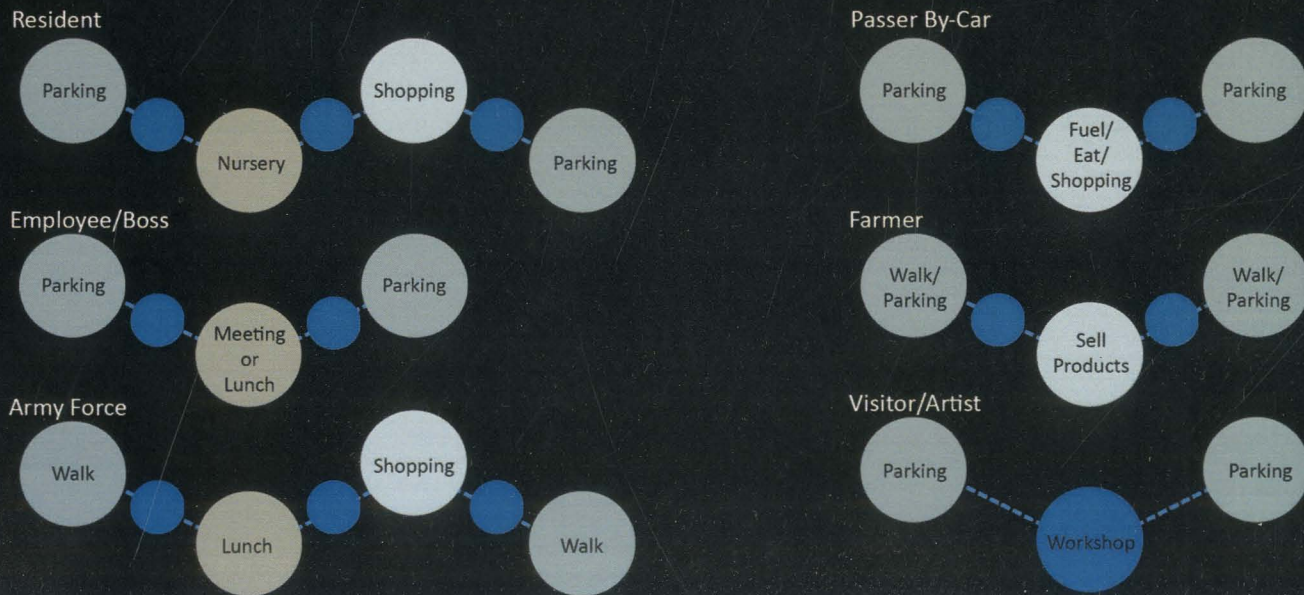 Resident
Parking
Nursery
Shopping
Parking
Employee/Boss
Parking
Meeting
or
Lunch
Parking
Army Force
Walk
Lunch
Shopping
Walk
Passer By-Car
Parking
Fuel/
Eat/
Shopping
Parking
Farmer
Walk/
Parking
Sell
Products
Walk/
Parking
Visitor/Artist
Parking
Workshop
Parking